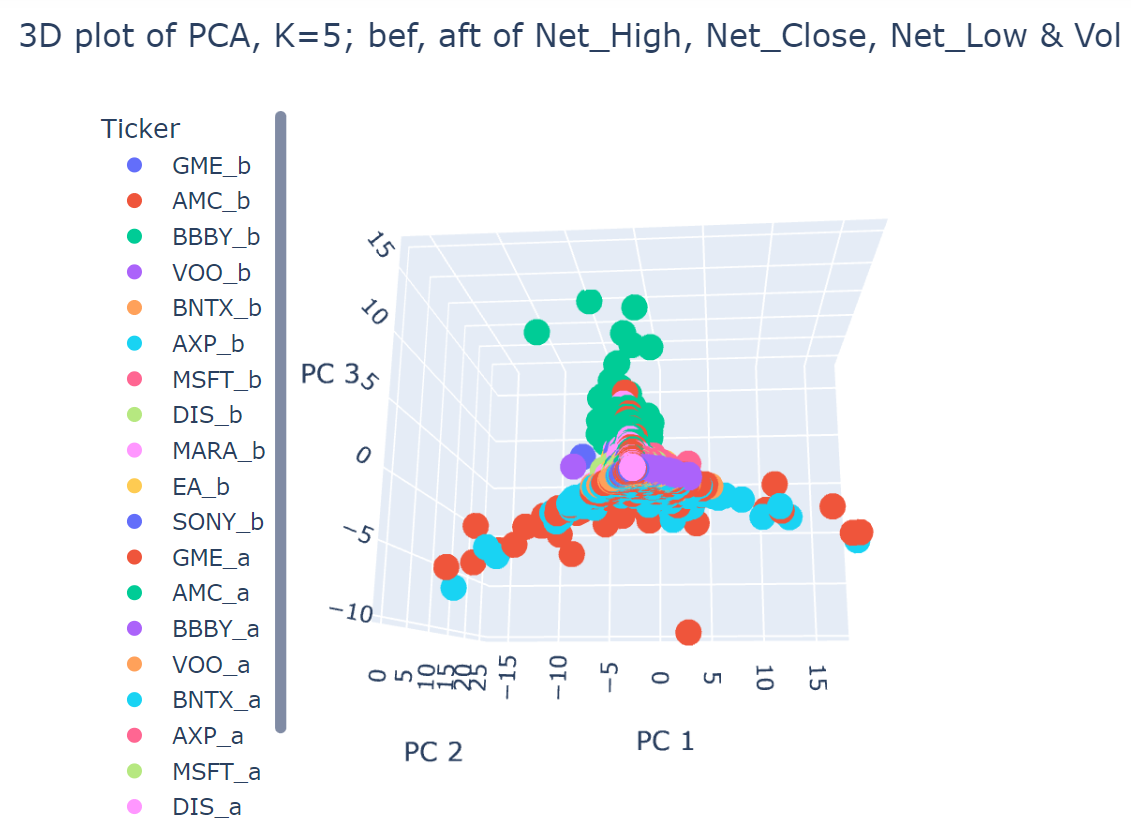 3D plot of PCA, K=5; bef, aft of Net_High, Net_Close, Net_Low & Vol
Ticker
GME_b
AMC_b
BBBY_b
VOO_b
BNTX_b
AXP_b
MSFT_b
DIS_b
MARA_b
EA_b
SONY_b
GME_a
AMC_a
BBBY_a
VOO_a
BNTX_a
AXP_a
MSFT_a
DIS_a
15
10
PC 3
5
0
−5
−10
0 5 10 15 20 25
−15 −10 −5 0 5 10 15
PC 2
PC 1